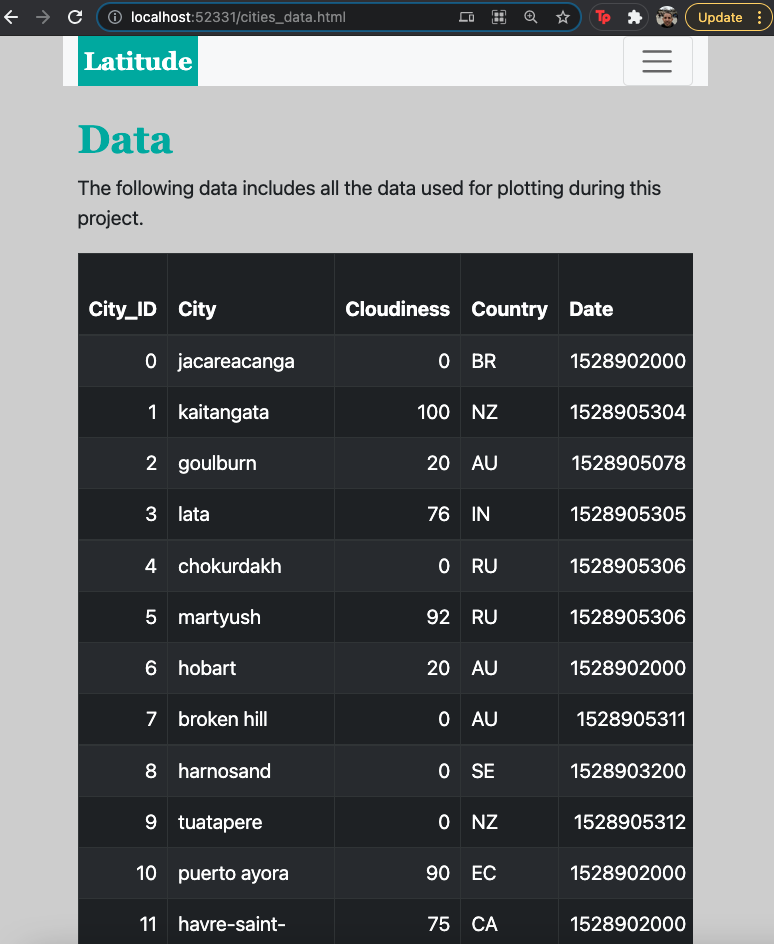 localhost:52331/cities_data.html
Tp
Update
Latitude
Data
The following data includes all the data used for plotting during this
project.
City_ID City Cloudiness Country Date
0 jacareacanga 0 BR 1528902000
1 kaitangata 100 NZ 1528905304
2 goulburn 20 AU 1528905078
3 lata 76 IN 1528905305
4 chokurdakh 0 RU 1528905306
5 martyush 92 RU 1528905306
6 hobart 20 AU 1528902000
7 broken hill 0 AU 1528905311
8 harnosand 0 SE 1528903200
9 tuatapere 0 NZ 1528905312
10 puerto ayora 90 EC 1528902000
11 havre-saint- 75 CA 1528902000